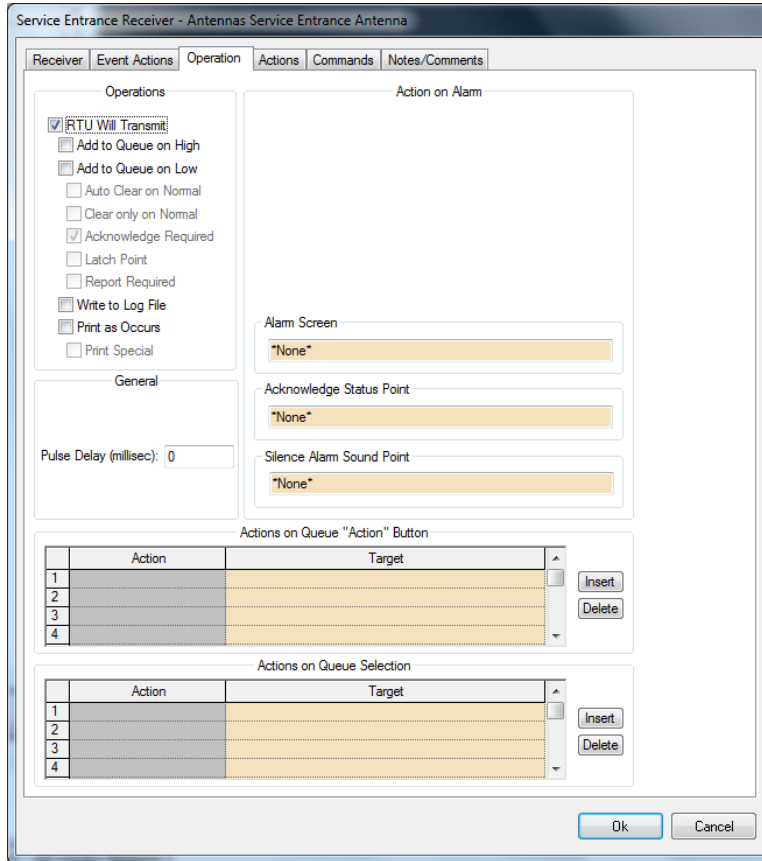 Service Entrance Receiver - Antennas Service Entrance Antenna
Receiver Event Actions Operation Actions Commands Notes/Comments
Operations
RTU Will Transmit
Add to Queue on High
Add to Queue on Low
Auto Clear on Normal
Clear only on Normal
Acknowledge Required
Latch Point
Report Required
Write to Log File
Print as Occurs
Print Special
General
Pulse Delay (millisec): 0
Action on Alarm
Alarm Screen
*None*
Acknowledge Status Point
*None*
Silence Alarm Sound Point
*None*
Actions on Queue "Action" Button
Action Target
1
2
3
4
Insert
Delete
Actions on Queue Selection
Action Target
1
2
3
4
Insert
Delete
Ok Cancel